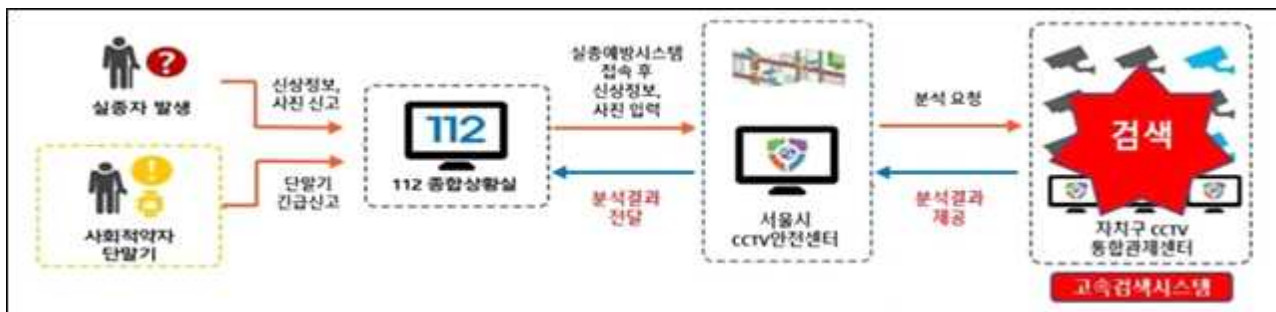 ?
실종자 발생
신상정보,
사진 신고
!
사회적약자
단말기
단말기
긴급신고
112
112 종합상황실
실종예방시스템
접속 후
신상정보,
사진 입력
분석결과
전달
서울시
CCTV안전센터
분석 요청
분석결과
제공
검색
자치구 CCTV
통합관제센터
고속검색시스템